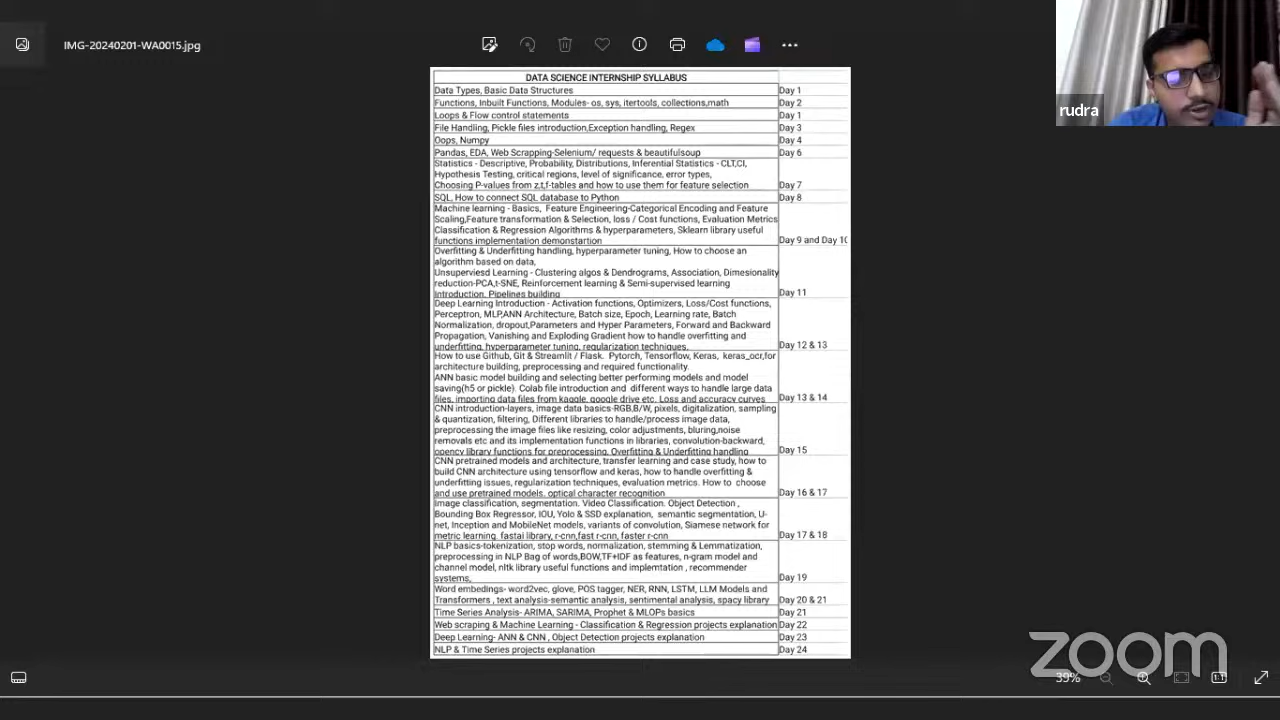 IMG-20240201-WA0015.jpg
rudra
DATA SCIENCE INTERNSHIP SYLLABUS
Data Types, Basic Data Structures Day 1
Functions, Inbuilt Functions, Modules- os, sys, itertools, collections,math Day 2
Loops & Flow control statements Day 1
File Handling, Pickle files introduction,Exception handling, Regex Day 3
Oops, Numpy Day 4
Pandas, EDA, Web Scrapping-Selenium/ requests & beautifulsoup Day 6
Statistics - Descriptive, Probability, Distributions, Inferential Statistics - CLT,CI,
Hypothesis Testing, critical regions, level of significance, error types,
Choosing P-values from z,t,f-tables and how to use them for feature selection Day 7
SQL, How to connect SQL database to Python Day 8
Machine learning - Basics, Feature Engineering-Categorical Encoding and Feature
Scaling,Feature transformation & Selection, loss / Cost functions, Evaluation Metrics
Classification & Regression Algorithms & hyperparameters, Sklearn library useful
functions implementation demonstartion Day 9 and Day 10
Overfitting & Underfitting handling, hyperparameter tuning, How to choose an
algorithm based on data,
Unsuperviesd Learning - Clustering algos & Dendrograms, Association, Dimesionality
reduction-PCA,t-SNE, Reinforcement learning & Semi-supervised learning
Introduction, Pipelines building Day 11
Deep Learning Introduction - Activation functions, Optimizers, Loss/Cost functions,
Perceptron, MLP,ANN Architecture, Batch size, Epoch, Learning rate, Batch
Normalization, dropout,Parameters and Hyper Parameters, Forward and Backward
Propagation, Vanishing and Exploding Gradient how to handle overfitting and
underfitting, hyperparameter tuning, regularization techniques, Day 12 & 13
How to use Github, Git & Streamlit / Flask. Pytorch, Tensorflow, Keras, keras_ocr,for
architecture building, preprocessing and required functionality.
ANN basic model building and selecting better performing models and model
saving(h5 or pickle). Colab file introduction and different ways to handle large data
files, importing data files from kaggle, google drive etc. Loss and accuracy curves Day 13 & 14
CNN introduction-layers, image data basics-RGB,B/W, pixels, digitalization, sampling
& quantization, filtering, Different libraries to handle/process image data,
preprocessing the image files like resizing, color adjustments, bluring,noise
removals etc and its implementation functions in libraries, convolution-backward,
opencv library functions for preprocessing, Overfitting & Underfitting handling Day 15
CNN pretrained models and architecture, transfer learning and case study, how to
build CNN architecture using tensorflow and keras, how to handle overfitting &
underfitting issues, regularization techniques, evaluation metrics. How to choose
and use pretrained models, optical character recognition Day 16 & 17
Image classification, segmentation. Video Classification. Object Detection ,
Bounding Box Regressor, IOU, Yolo & SSD explanation, semantic segmentation, U-
net, Inception and MobileNet models, variants of convolution, Siamese network for
metric learning, fastai library, r-cnn,fast r-cnn, faster r-cnn Day 17 & 18
NLP basics-tokenization, stop words, normalization, stemming & Lemmatization,
preprocessing in NLP Bag of words,BOW,TF+IDF as features, n-gram model and
channel model, nltk library useful functions and implemtation , recommender
systems, Day 19
Word embedings- word2vec, glove, POS tagger, NER, RNN, LSTM, LLM Models and
Transformers , text analysis-semantic analysis, sentimental analysis, spacy library Day 20 & 21
Time Series Analysis- ARIMA, SARIMA, Prophet & MLOPs basics Day 21
Web scraping & Machine Learning - Classification & Regression projects explanation Day 22
Deep Learning- ANN & CNN , Object Detection projects explanation Day 23
NLP & Time Series projects explanation Day 24
zoom
39%
1:1